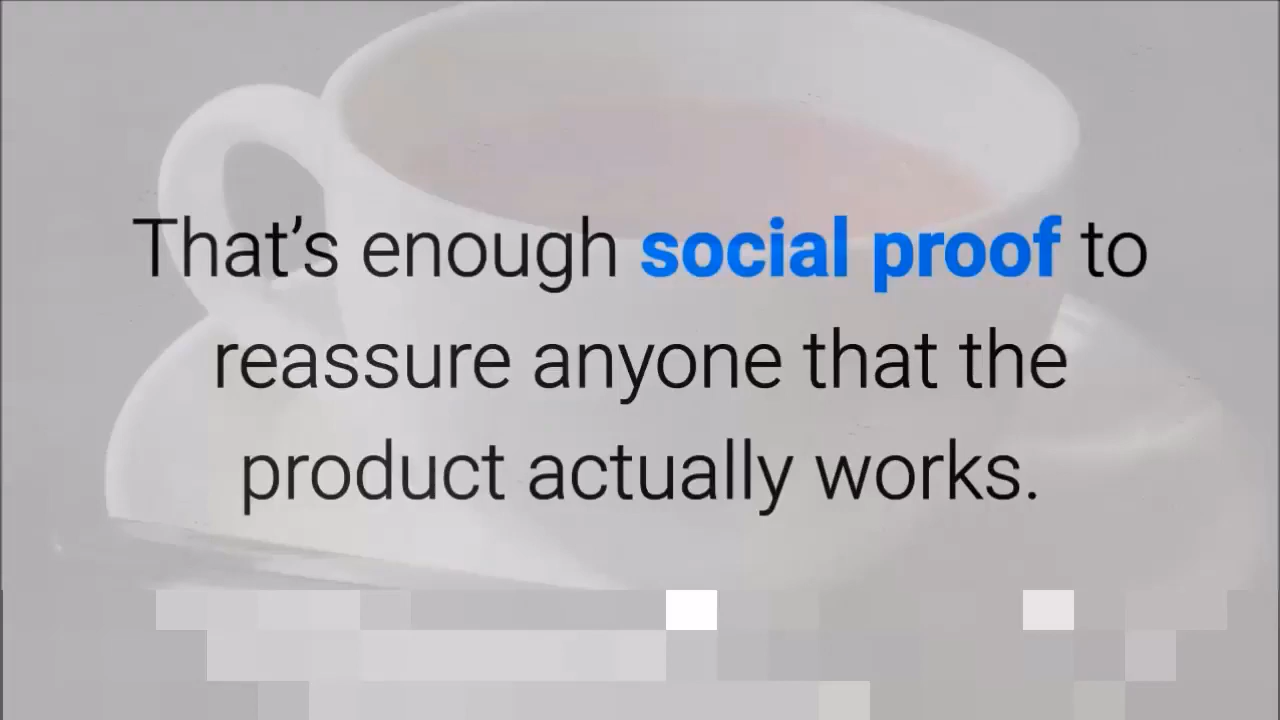 That’s enough social proof to
reassure anyone that the
product actually works.